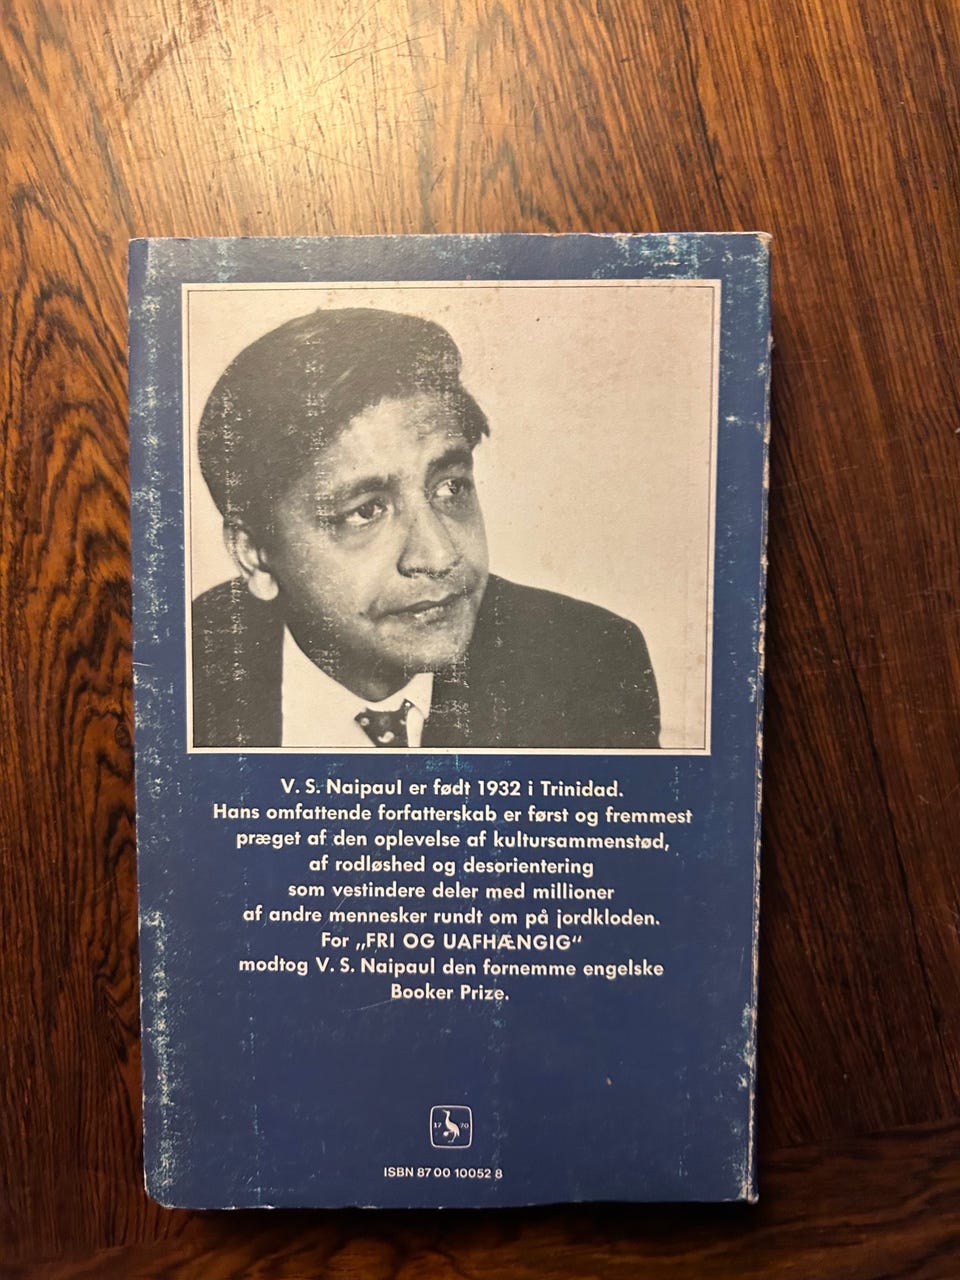 V. S. Naipaul er født 1932 i Trinidad.
Hans omfattende forfatterskab er først og fremmest
præget af den oplevelse af kultursammenstød,
af rodløshed og desorientering
som vestindere deler med millioner
af andre mennesker rundt om på jordkloden.
For „FRI OG UAFHÆNGIG“
modtog V. S. Naipaul den fornemme engelske
Booker Prize.
17 70
ISBN 87 00 10052 8